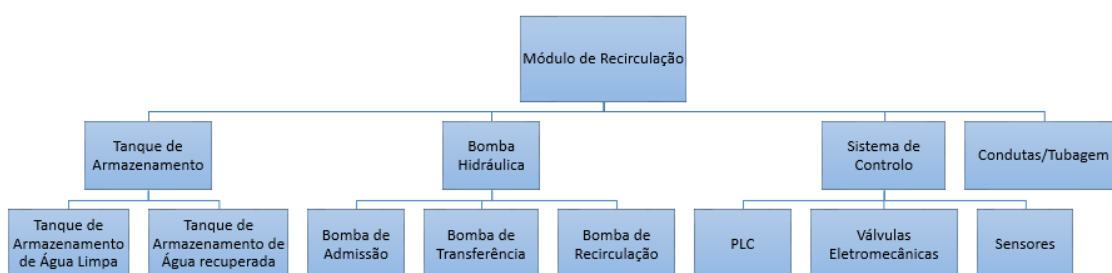 Módulo de Recirculação
Tanque de
Armazenamento
Bomba
Hidráulica
Sistema de
Controlo
Condutas/Tubagem
Tanque de
Armazenamento
de Água Limpa
Tanque de
Armazenamento de
Água recuperada
Bomba de
Admissão
Bomba de
Transferência
Bomba de
Recirculação
PLC
Válvulas
Eletromecânicas
Sensores